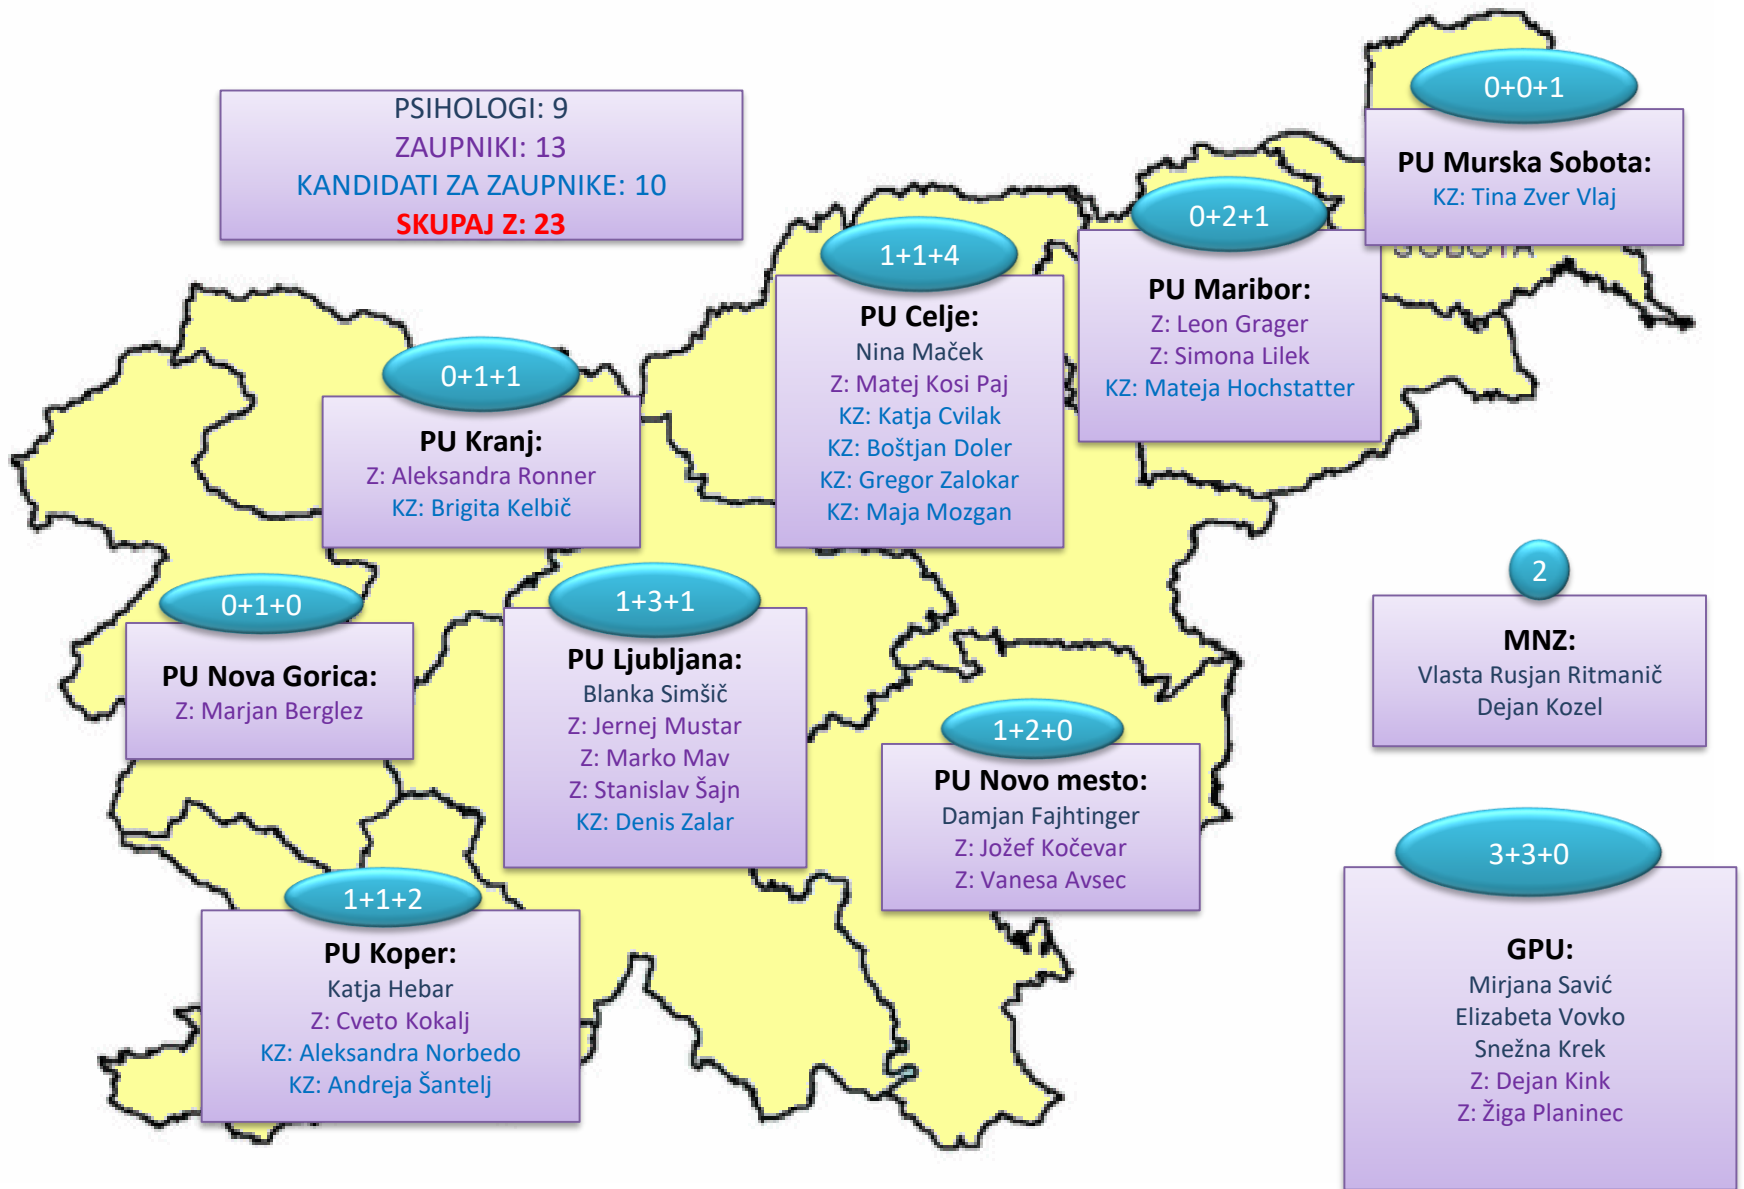 PSIHOLOGI: 9
ZAUPNIKI: 13
KANDIDATI ZA ZAUPNIKE: 10
SKUPAJ Z: 23
0+0+1
PU Murska Sobota:
KZ: Tina Zver Vlaj
SOBOTA
0+2+1
PU Maribor:
Z: Leon Grager
Z: Simona Lilek
KZ: Mateja Hochstatter
1+1+4
PU Celje:
Nina Maček
Z: Matej Kosi Paj
KZ: Katja Cvilak
KZ: Boštjan Doler
KZ: Gregor Zalokar
KZ: Maja Mozgan
0+1+1
PU Kranj:
Z: Aleksandra Ronner
KZ: Brigita Kelbič
0+1+0
PU Nova Gorica:
Z: Marjan Berglez
1+3+1
PU Ljubljana:
Blanka Simšič
Z: Jernej Mustar
Z: Marko Mav
Z: Stanislav Šajn
KZ: Denis Zalar
2
MNZ:
Vlasta Rusjan Ritmanič
Dejan Kozel
1+2+0
PU Novo mesto:
Damjan Fajhtinger
Z: Jožef Kočevar
Z: Vanesa Avsec
1+1+2
PU Koper:
Katja Hebar
Z: Cveto Kokalj
KZ: Aleksandra Norbedo
KZ: Andreja Šantelj
3+3+0
GPU:
Mirjana Savić
Elizabeta Vovko
Snežna Krek
Z: Dejan Kink
Z: Žiga Planinec